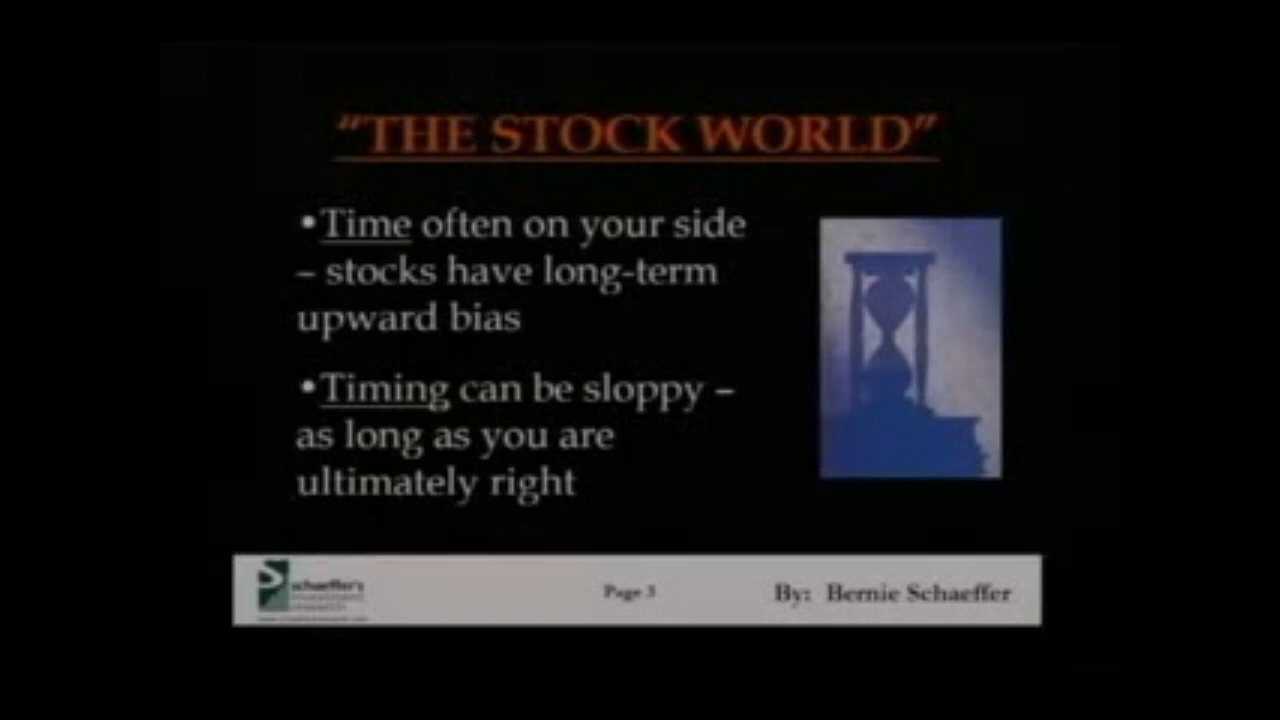 “THE STOCK WORLD”
•Time often on your side
– stocks have long-term
upward bias
•Timing can be sloppy –
as long as you are
ultimately right
schaeffer's
Page 3
By: Bernie Schaeffer